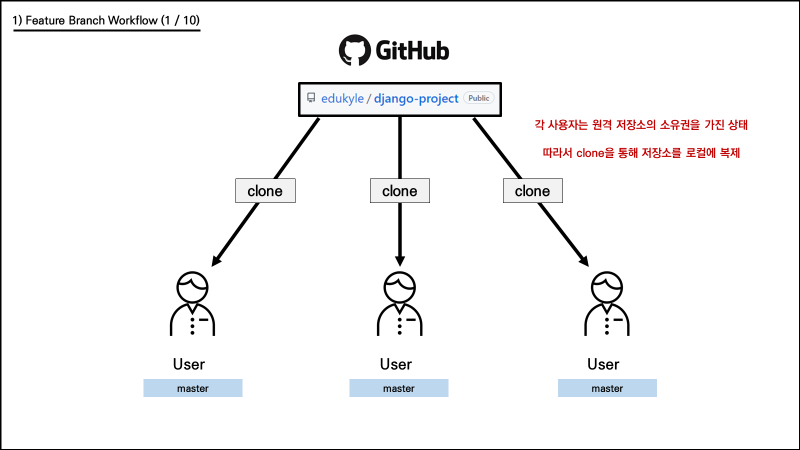 1) Feature Branch Workflow (1 / 10)
GitHub
edukyle / django-project Public
각 사용자는 원격 저장소의 소유권을 가진 상태
따라서 clone을 통해 저장소를 로컬에 복제
clone clone clone
User User User
master master master